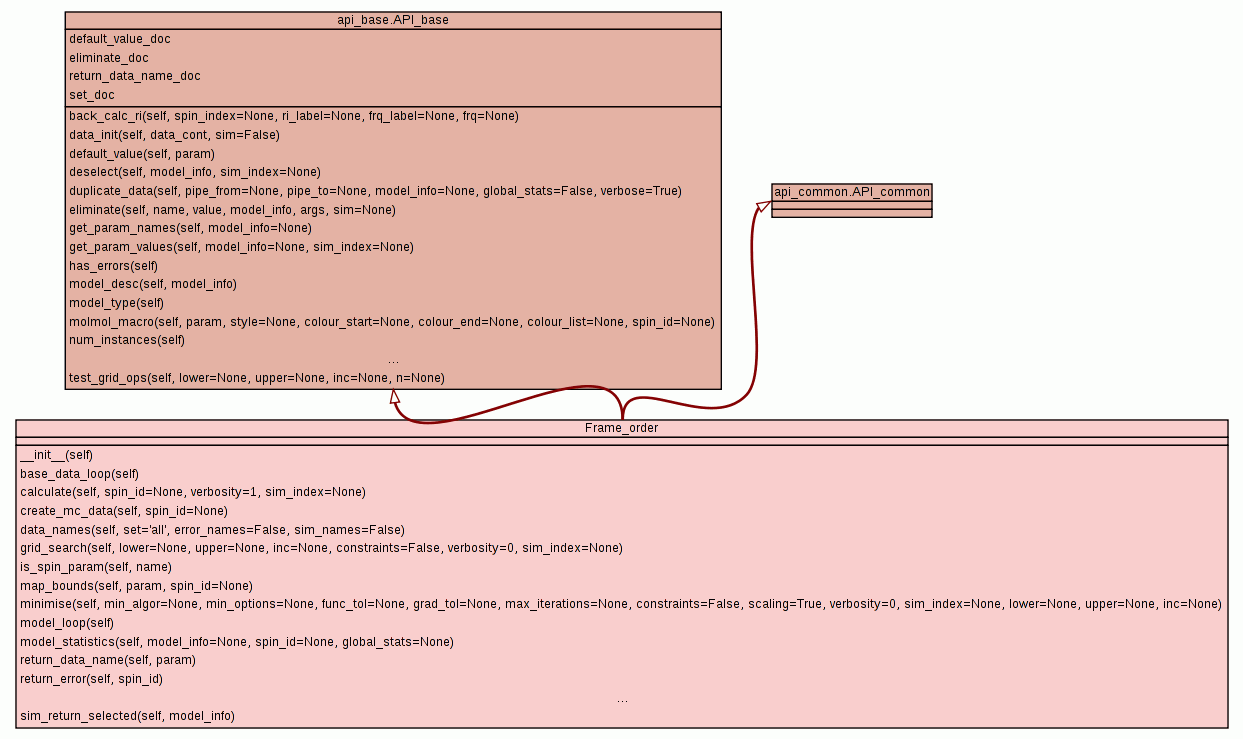 api_base.API_base
default_value_doc
eliminate_doc
return_data_name_doc
set_doc
back_calc_ri(self, spin_index=None, ri_label=None, frq_label=None, frq=None)
data_init(self, data_cont, sim=False)
default_value(self, param)
deselect(self, model_info, sim_index=None)
duplicate_data(self, pipe_from=None, pipe_to=None, model_info=None, global_stats=False, verbose=True)
eliminate(self, name, value, model_info, args, sim=None)
get_param_names(self, model_info=None)
get_param_values(self, model_info=None, sim_index=None)
has_errors(self)
model_desc(self, model_info)
model_type(self)
molmol_macro(self, param, style=None, colour_start=None, colour_end=None, colour_list=None, spin_id=None)
num_instances(self)
...
test_grid_ops(self, lower=None, upper=None, inc=None, n=None)
api_common.API_common
Frame_order
__init__(self)
base_data_loop(self)
calculate(self, spin_id=None, verbosity=1, sim_index=None)
create_mc_data(self, spin_id=None)
data_names(self, set='all', error_names=False, sim_names=False)
grid_search(self, lower=None, upper=None, inc=None, constraints=False, verbosity=0, sim_index=None)
is_spin_param(self, name)
map_bounds(self, param, spin_id=None)
minimise(self, min_algor=None, min_options=None, func_tol=None, grad_tol=None, max_iterations=None, constraints=False, scaling=True, verbosity=0, sim_index=None, lower=None, upper=None, inc=None)
model_loop(self)
model_statistics(self, model_info=None, spin_id=None, global_stats=None)
return_data_name(self, param)
return_error(self, spin_id)
...
sim_return_selected(self, model_info)